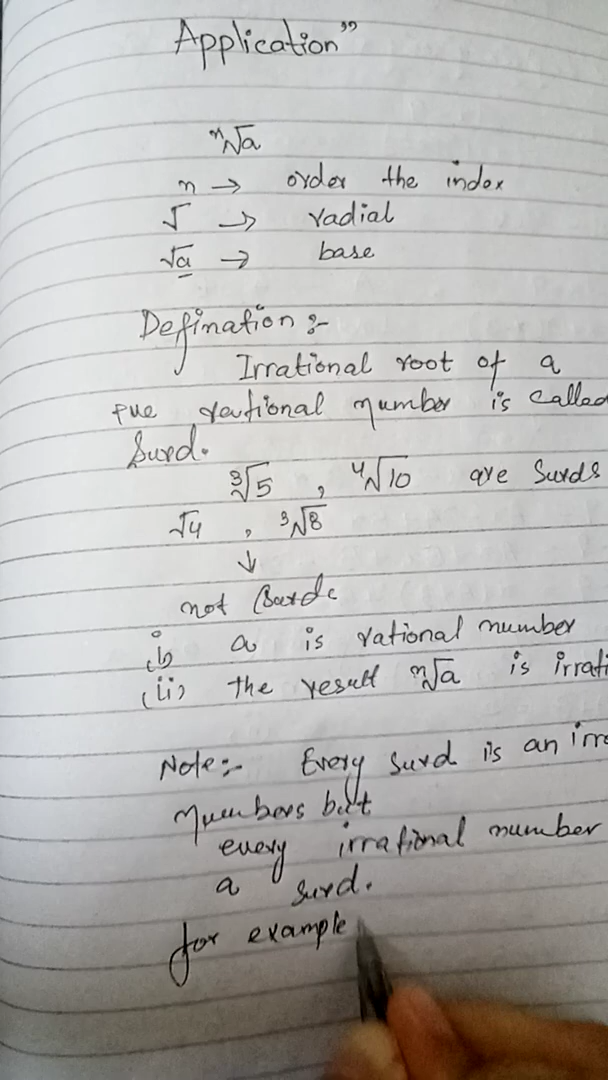 Application”
ⁿ√a
n → order the index
√ → radial
√a → base
Defination :-
Irrational root of a
+ve rational number is called
Surd.
³√5 , ⁴√10 are Surds
√4 , ³√8
↓
not
(i) a is rational number
(ii) the result ⁿ√a is irrati
Note:- Every Surd is an irra
Numbers but
every irrational number
a surd.
for example